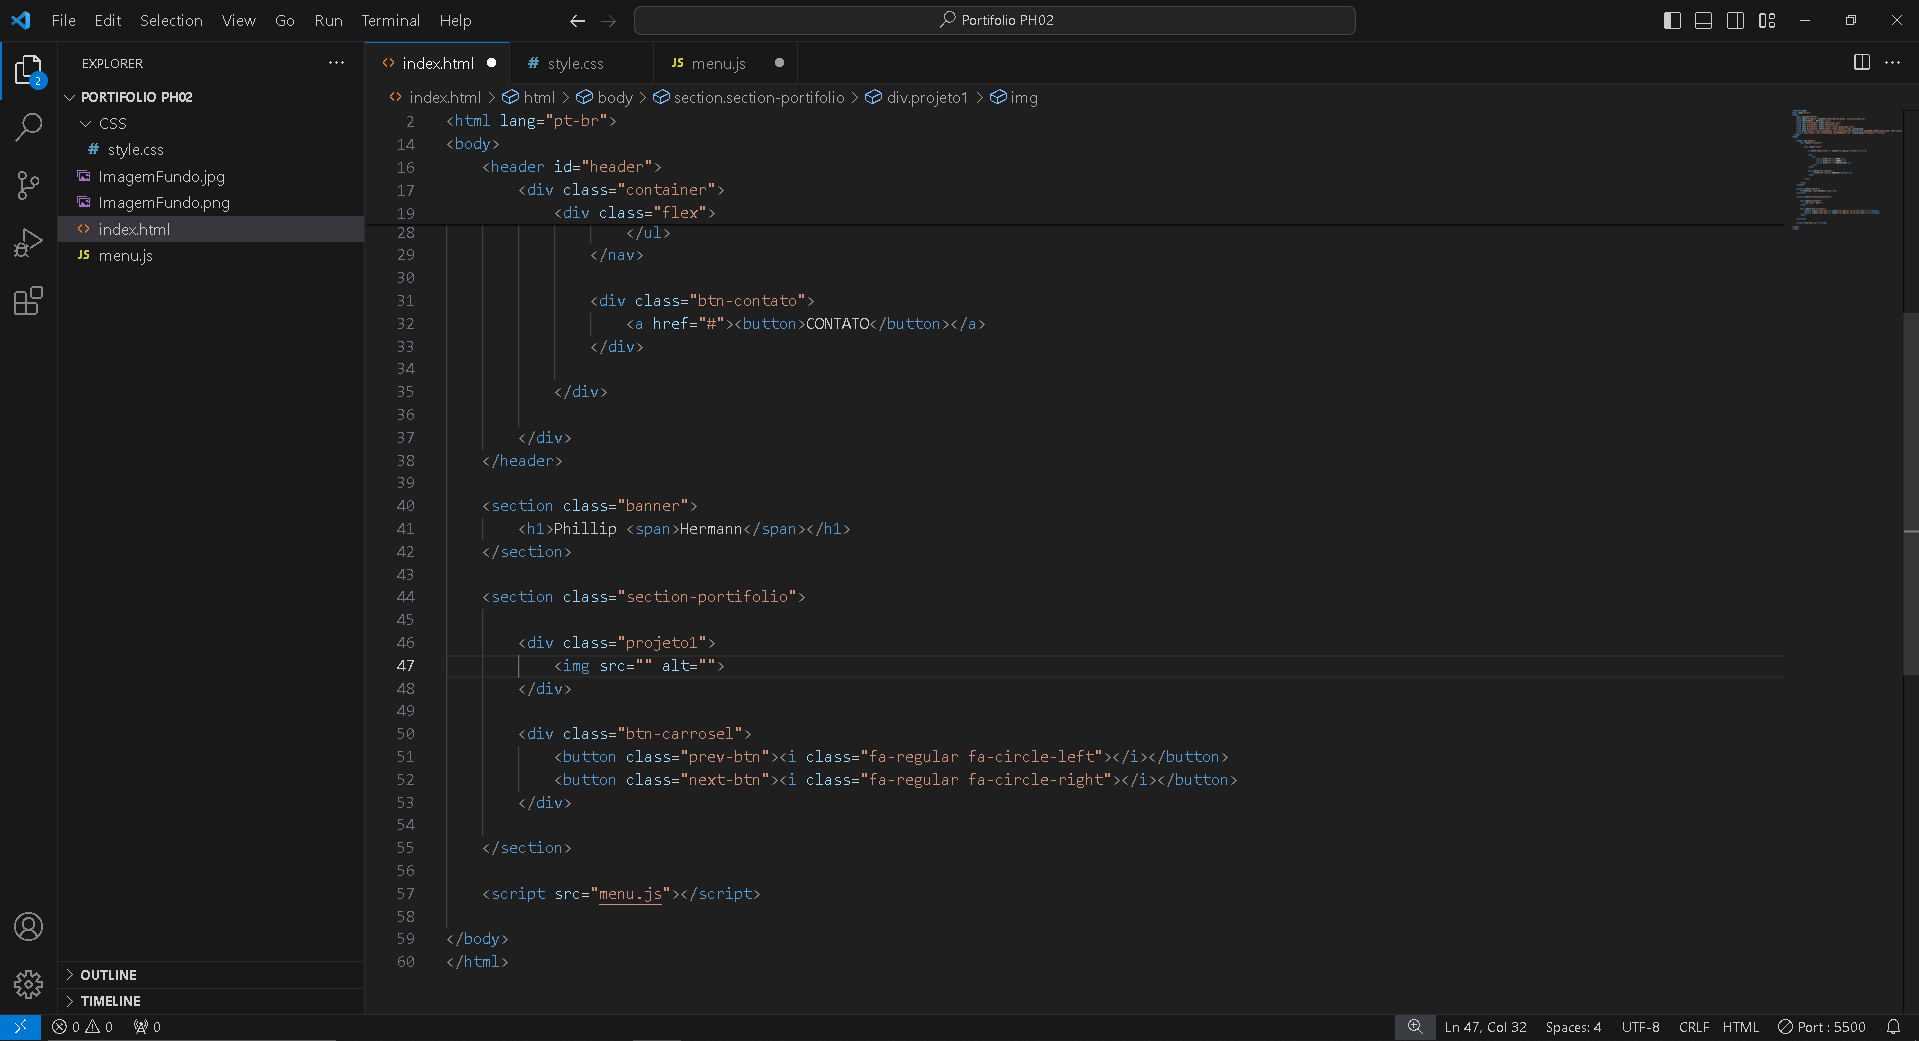 File Edit Selection View Go Run Terminal Help
Portifolio PH02
EXPLORER
2
PORTIFOLIO PH02
CSS
# style.css
ImagemFundo.jpg
ImagemFundo.png
<> index.html
JS menu.js
OUTLINE
TIMELINE
<> index.html
# style.css
JS menu.js
<> index.html > html > body > section.section-portifolio > div.projeto1 > img
2 <html lang="pt-br">
14 <body>
16 <header id="header">
17 <div class="container">
19 <div class="flex">
28 </ul>
29 </nav>
30
31 <div class="btn-contato">
32 <a href="#"><button>CONTATO</button></a>
33 </div>
34
35 </div>
36
37 </div>
38 </header>
39
40 <section class="banner">
41 <h1>Phillip <span>Hermann</span></h1>
42 </section>
43
44 <section class="section-portifolio">
45
46 <div class="projeto1">
47 <img src="" alt="">
48 </div>
49
50 <div class="btn-carrosel">
51 <button class="prev-btn"><i class="fa-regular fa-circle-left"></i></button>
52 <button class="next-btn"><i class="fa-regular fa-circle-right"></i></button>
53 </div>
54
55 </section>
56
57 <script src="menu.js"></script>
58
59 </body>
60 </html>
0 0 0
Ln 47, Col 32 Spaces: 4 UTF-8 CRLF HTML Port : 5500